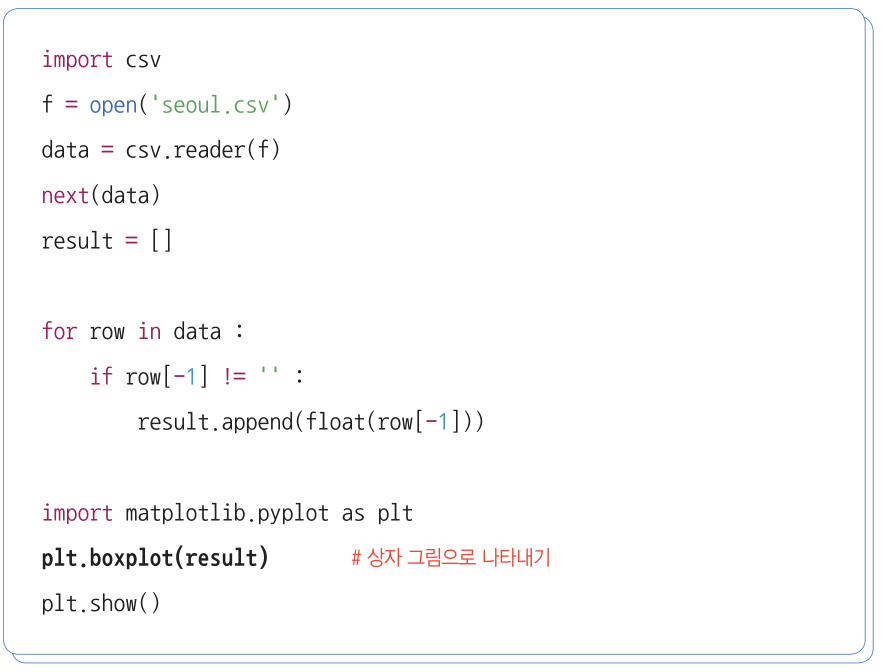 import csv
f = open('seoul.csv')
data = csv.reader(f)
next(data)
result = []
for row in data :
    if row[-1] != '' :
        result.append(float(row[-1]))
import matplotlib.pyplot as plt
plt.boxplot(result) # 상자 그림으로 나타내기
plt.show()